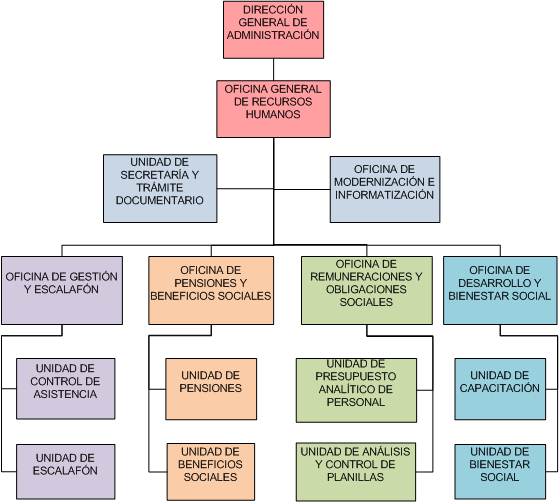 DIRECCIÓN
GENERAL DE
ADMINISTRACIÓN
OFICINA GENERAL
DE RECURSOS
HUMANOS
UNIDAD DE
SECRETARÍA Y
TRÁMITE
DOCUMENTARIO
OFICINA DE
MODERNIZACIÓN E
INFORMATIZACIÓN
OFICINA DE GESTIÓN
Y ESCALAFÓN
OFICINA DE
PENSIONES Y
BENEFICIOS SOCIALES
OFICINA DE
REMUNERACIONES Y
OBLIGACIONES
SOCIALES
OFICINA DE
DESARROLLO Y
BIENESTAR SOCIAL
UNIDAD DE
CONTROL DE
ASISTENCIA
UNIDAD DE
PENSIONES
UNIDAD DE
PRESUPUESTO
ANALÍTICO DE
PERSONAL
UNIDAD DE
CAPACITACIÓN
UNIDAD DE
ESCALAFÓN
UNIDAD DE
BENEFICIOS
SOCIALES
UNIDAD DE ANÁLISIS
Y CONTROL DE
PLANILLAS
UNIDAD DE
BIENESTAR
SOCIAL